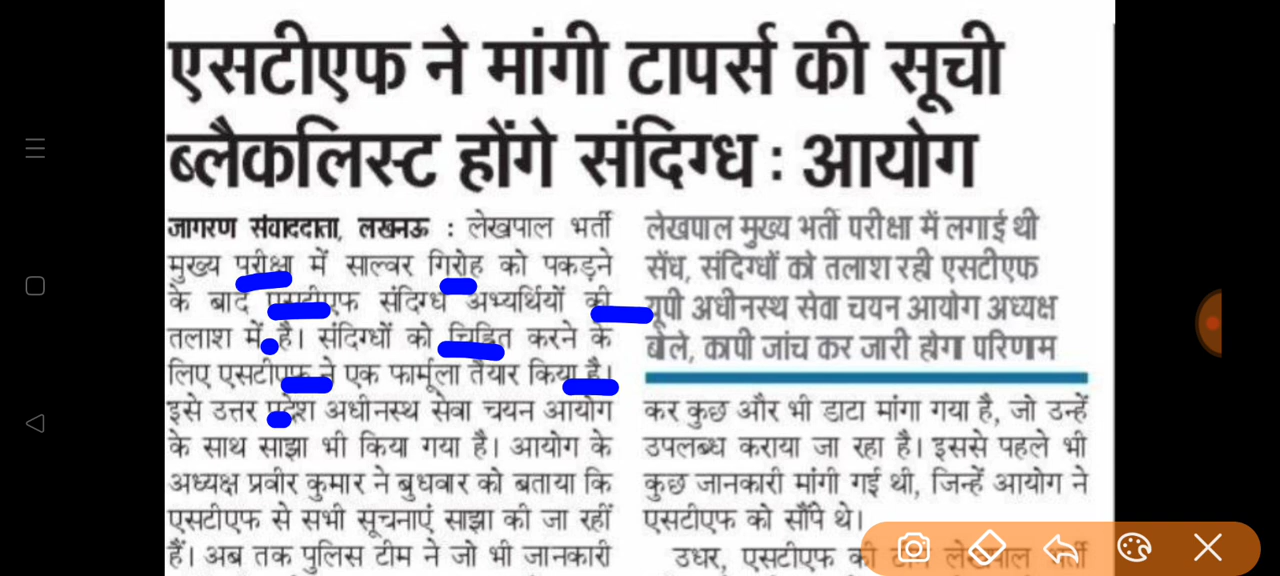 एसटीएफ ने मांगी टापर्स की सूची
ब्लैकलिस्ट होंगे संदिग्ध : आयोग
जागरण संवाददाता, लखनऊ : लेखपाल भर्ती
मुख्य परीक्षा में साल्वर गिरोह को पकड़ने
के बाद एसटीएफ संदिग्ध अभ्यर्थियों की
तलाश में है। संदिग्धों को चिह्नित करने के
लिए एसटीएफ ने एक फार्मूला तैयार किया है।
इसे उत्तर प्रदेश अधीनस्थ सेवा चयन आयोग
के साथ साझा भी किया गया है। आयोग के
अध्यक्ष प्रवीर कुमार ने बुधवार को बताया कि
एसटीएफ से सभी सूचनाएं साझा की जा रहीं
हैं। अब तक पुलिस टीम ने जो भी जानकारी
लेखपाल मुख्य भर्ती परीक्षा में लगाई थी
सेंध, संदिग्धों को तलाश रही एसटीएफ
यूपी अधीनस्थ सेवा चयन आयोग अध्यक्ष
बोले, कापी जांच कर जारी होगा परिणाम
कर कुछ और भी डाटा मांगा गया है, जो उन्हें
उपलब्ध कराया जा रहा है। इससे पहले भी
कुछ जानकारी मांगी गई थी, जिन्हें आयोग ने
एसटीएफ को सौंपे थे।
उधर, एसटीएफ की टीम लेखपाल भर्ती